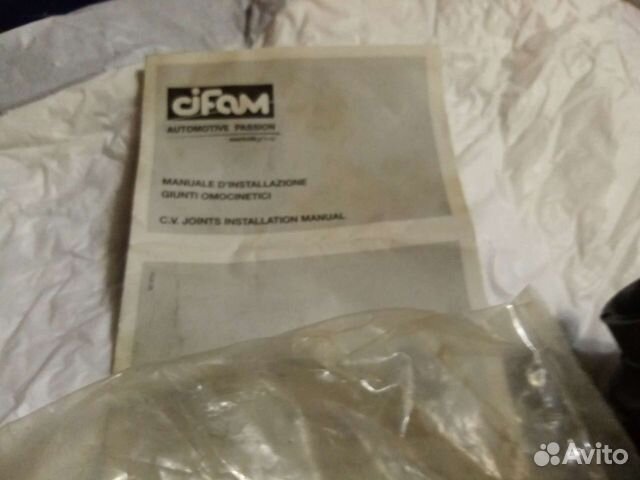 cifam
AUTOMOTIVE PASSION
MANUALE D'INSTALLAZIONE
GIUNTI OMOCINETICI
C.V. JOINTS INSTALLATION MANUAL
Avito